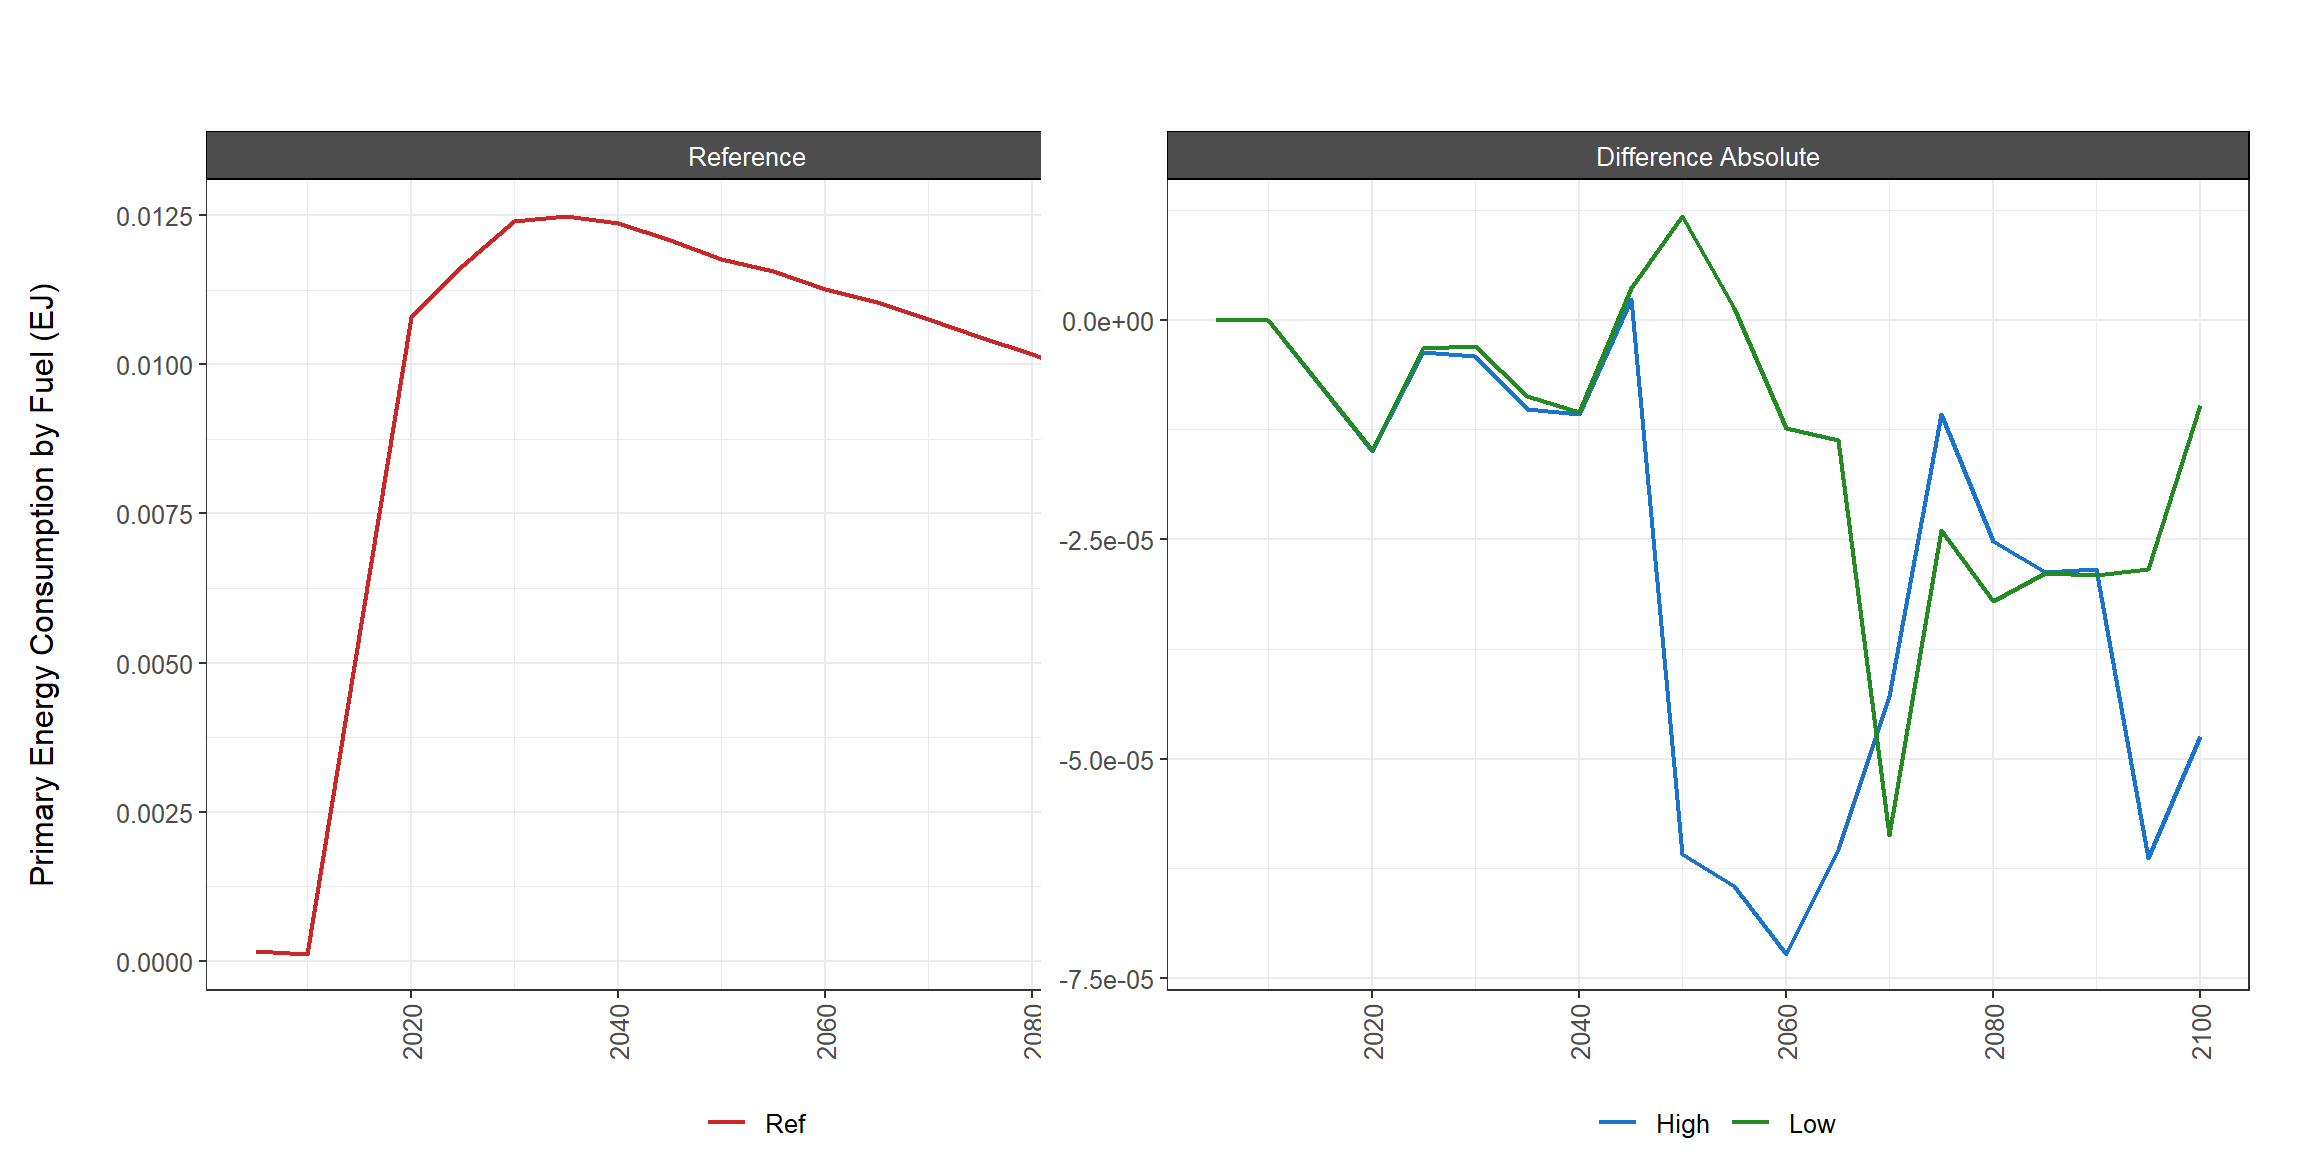 Reference
Difference Absolute
Primary Energy Consumption by Fuel (EJ)
0.0125
0.0100
0.0075
0.0050
0.0025
0.0000
2020
2040
2060
2080
0.0e+00
-2.5e-05
-5.0e-05
-7.5e-05
2020
2040
2060
2080
2100
Ref
High
Low